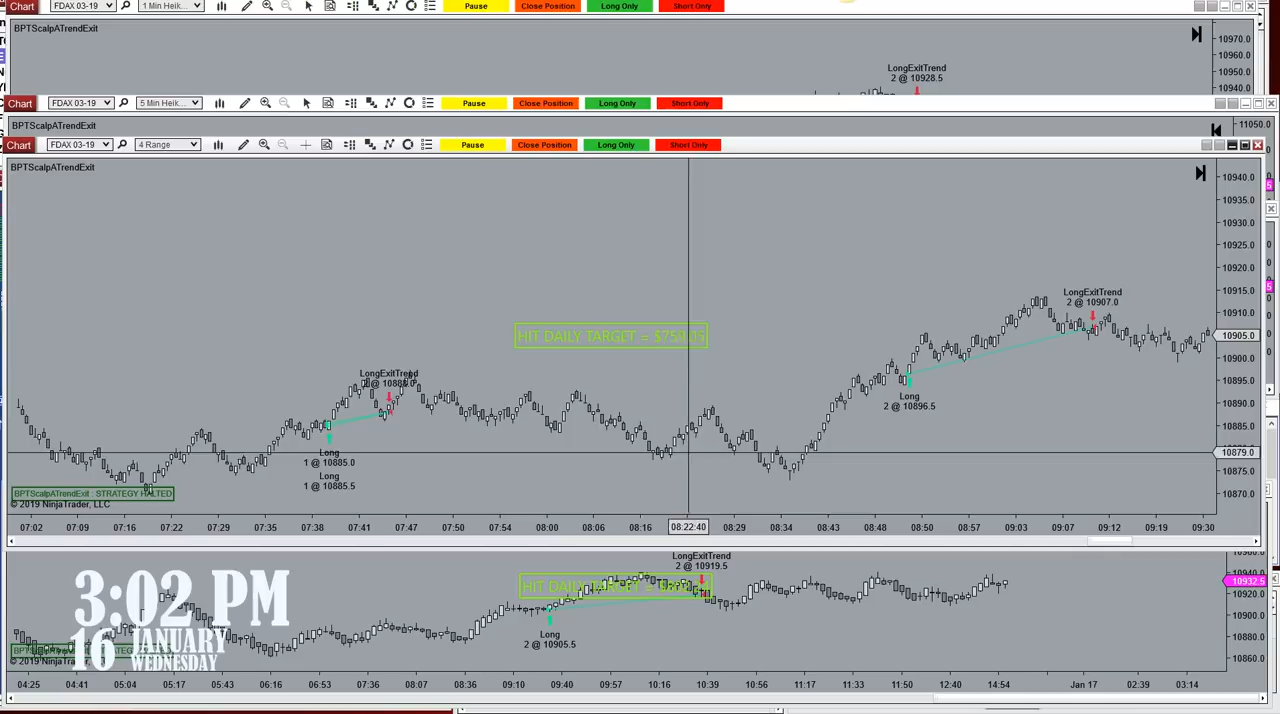 Chart FDAX 03-19 1 Min Heik... Pause Close Position Long Only Short Only
BPTScalpATrendExit
10970.0
10960.0
LongExitTrend
2 @ 10928.5
10950.0
10940.0
Chart FDAX 03-19 5 Min Heik... Pause Close Position Long Only Short Only
BPTScalpATrendExit
11050.0
Chart FDAX 03-19 4 Range Pause Close Position Long Only Short Only
BPTScalpATrendExit
10940.0
10935.0
10930.0
10925.0
10920.0
10915.0
10910.0
10905.0
10900.0
10895.0
10890.0
10885.0
10879.0
10875.0
10870.0
LongExitTrend
2 @ 10907.0
HIT DAILY TARGET =
LongExitTrend
Long
2 @ 10896.5
Long
1 @ 10885.0
Long
1 @ 10885.5
BPTScalpATrendExit : STRATEGY HALTED
© 2019 NinjaTrader, LLC
07:02 07:09 07:16 07:22 07:29 07:35 07:38 07:41 07:47 07:50 07:56 08:00 08:06 08:16 08:22:40 08:29 08:34 08:43 08:48 08:50 08:57 09:03 09:07 09:12 09:19 09:30
LongExitTrend
2 @ 10919.5
HIT DAILY TARGET =
10932.5
10920.0
10900.0
10880.0
10860.0
Long
2 @ 10905.5
3:02 PM
16 JANUARY
WEDNESDAY
© 2019 NinjaTrader, LLC
04:25 04:41 05:04 05:17 05:43 06:16 06:53 07:36 08:07 08:38 09:10 09:40 09:57 10:16 10:39 10:56 11:17 11:33 11:50 12:40 14:54 Jan 17 02:39 03:14